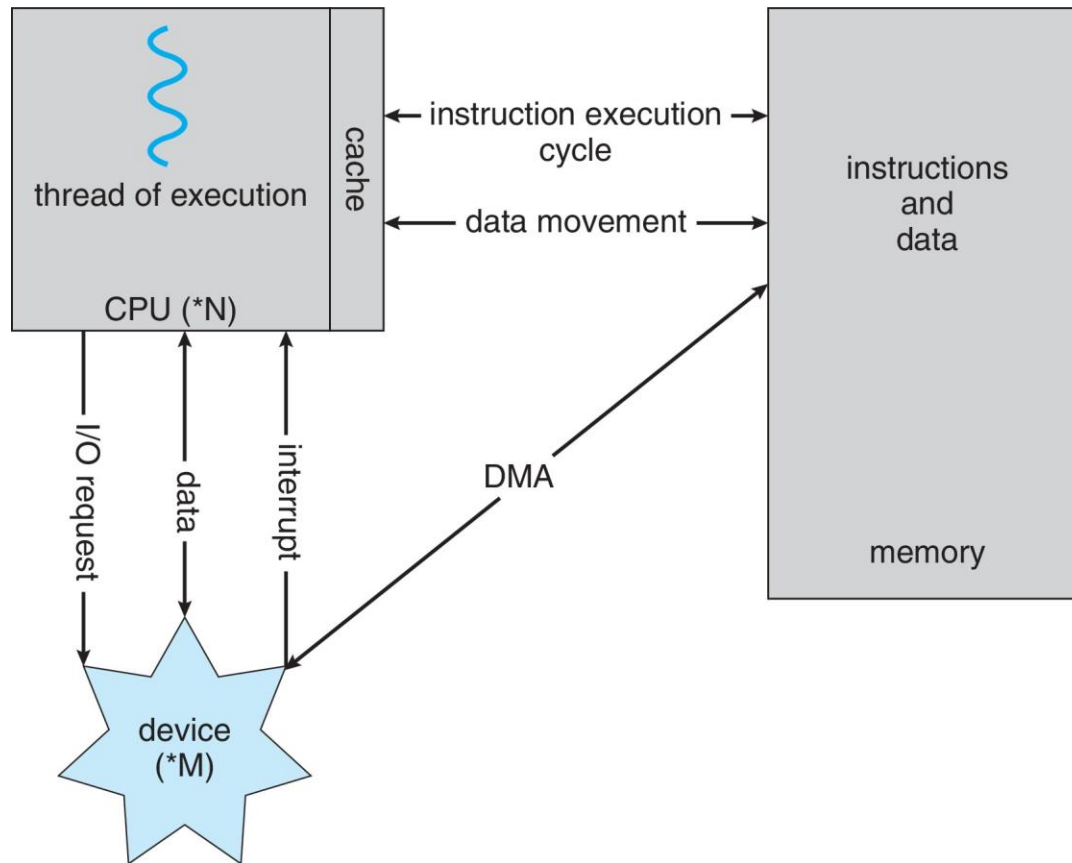 thread of execution
CPU (*N)
cache
instruction execution
cycle
data movement
instructions
and
data
memory
I/O request
data
interrupt
DMA
device
(*M)